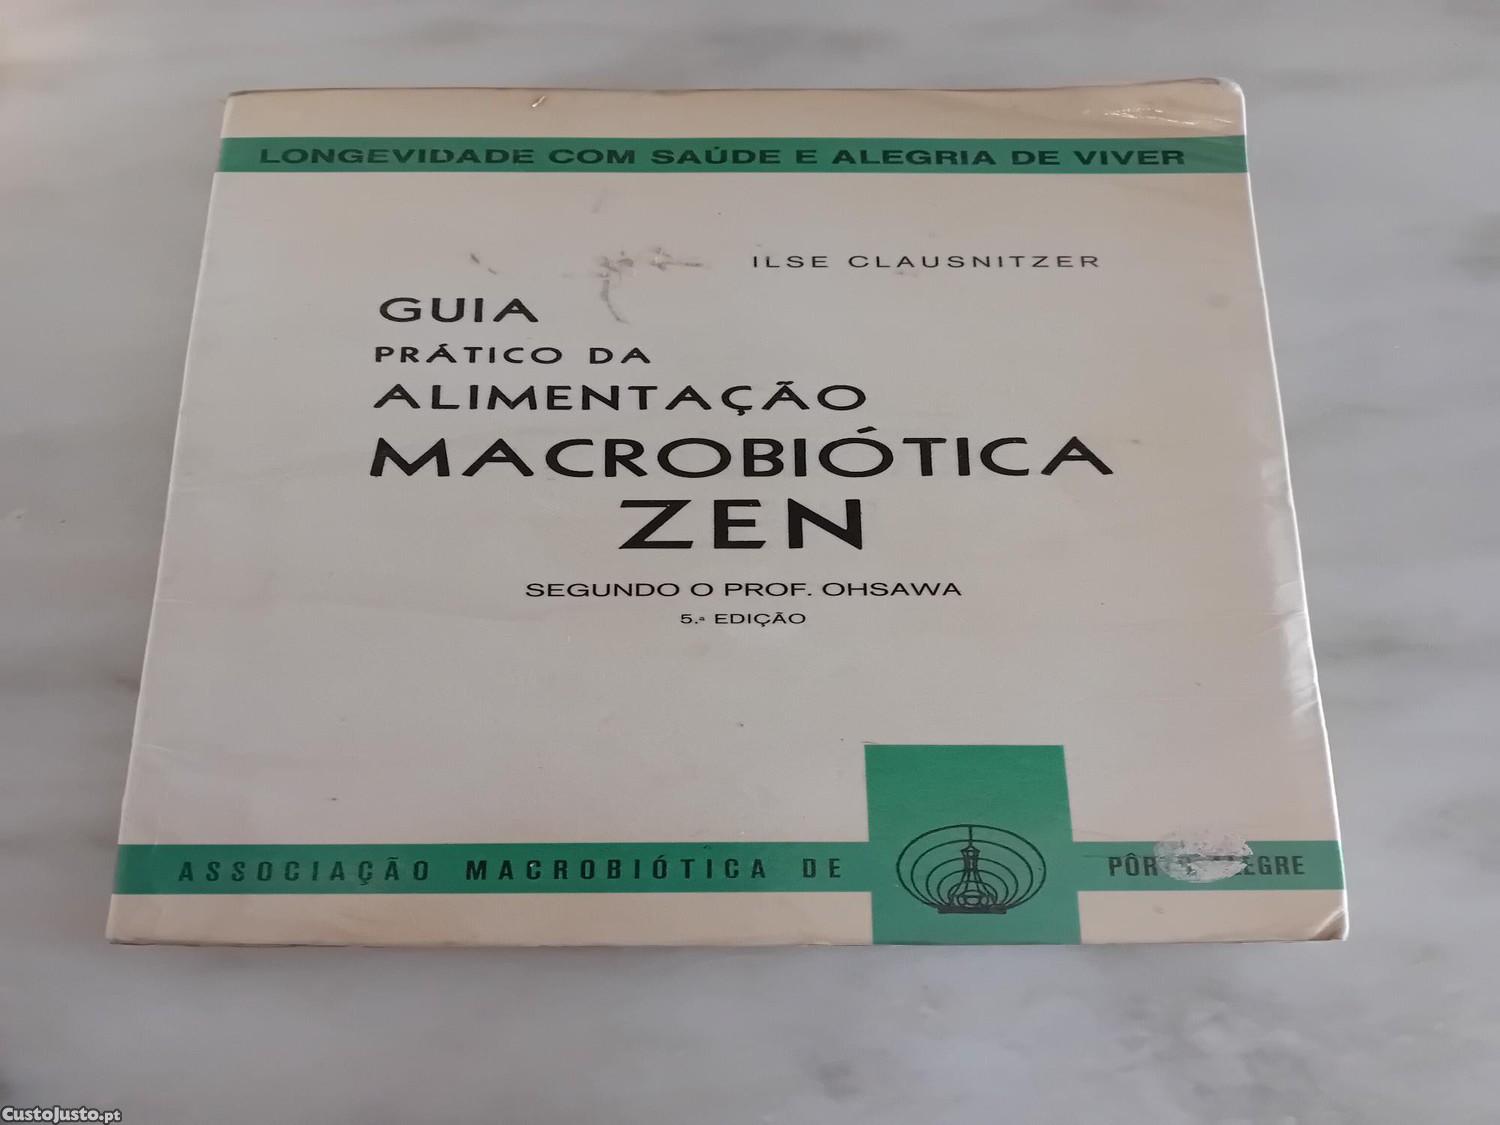 LONGEVIDADE COM SAÚDE E ALEGRIA DE VIVER
ILSE CLAUSNITZER
GUIA
PRÁTICO DA
ALIMENTAÇÃO
MACROBIÓTICA
ZEN
SEGUNDO O PROF. OHSAWA
5.ª EDIÇÃO
ASSOCIAÇÃO MACROBIÓTICA DE
CustoJusto.pt